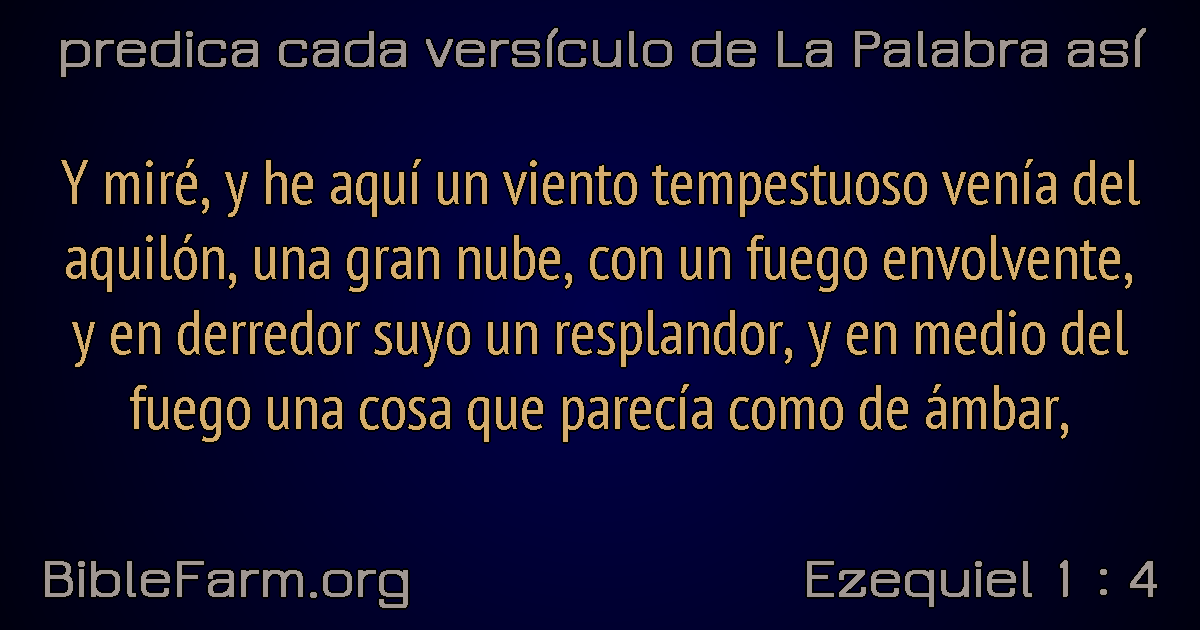 predica cada versículo de La Palabra así
Y miré, y he aquí un viento tempestuoso venía del
aquilón, una gran nube, con un fuego envolvente,
y en derredor suyo un resplandor, y en medio del
fuego una cosa que parecía como de ámbar,
BibleFarm.org
Ezequiel 1 : 4